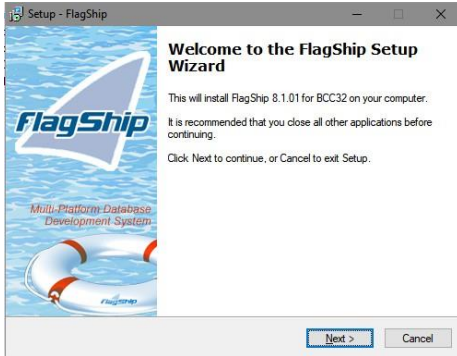 Setup - FlagShip
Welcome to the FlagShip Setup
Wizard
This will install FlagShip 8.1.01 for BCC32 on your computer.
It is recommended that you close all other applications before
continuing.
Click Next to continue, or Cancel to exit Setup.
FlagShip
Multi-Platform Database
Development System
FlagShip
Next >
Cancel